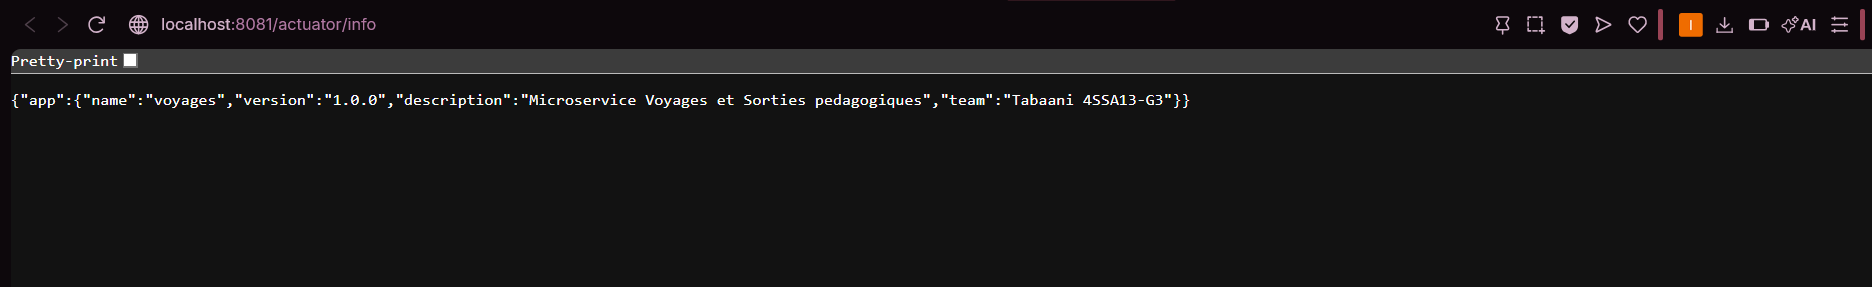 localhost:8081/actuator/info
I
AI
Pretty-print
{"app":{"name":"voyages","version":"1.0.0","description":"Microservice Voyages et Sorties pedagogiques","team":"Tabaani 4SSA13-G3"}}